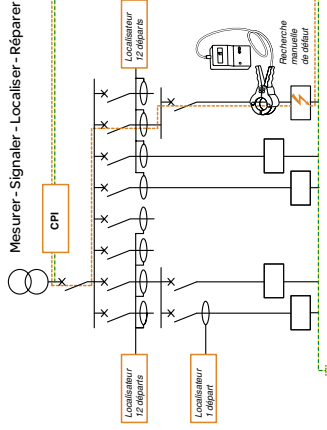 Mesurer - Signaler - Localiser - Réparer
CPI
Localisateur
12 départs
Localisateur
12 départs
Localisateur
1 départ
Recherche
manuelle
de défaut